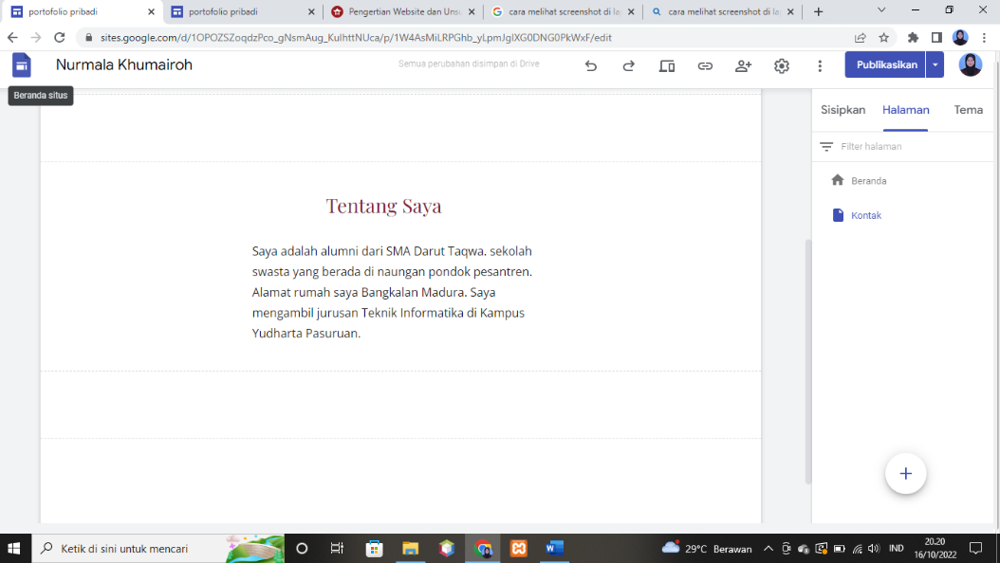 portofolio pribadi
portofolio pribadi
Pengertian Website dan Unsu
cara melihat screenshot di la
cara melihat screenshot di la
sites.google.com/d/1OPOZSZoqdzPco_gNsmAug_KuIhttNUca/p/1W4AsMiLRPGhb_yLpmJgIXG0DNG0PkWxF/edit
Nurmala Khumairoh
Semua perubahan disimpan di Drive
Publikasikan
Beranda situs
Sisipkan
Halaman
Tema
Filter halaman
Beranda
Kontak
Tentang Saya
Saya adalah alumni dari SMA Darut Taqwa. sekolah
swasta yang berada di naungan pondok pesantren.
Alamat rumah saya Bangkalan Madura. Saya
mengambil jurusan Teknik Informatika di Kampus
Yudharta Pasuruan.
Ketik di sini untuk mencari
29°C Berawan
IND
20.20
16/10/2022